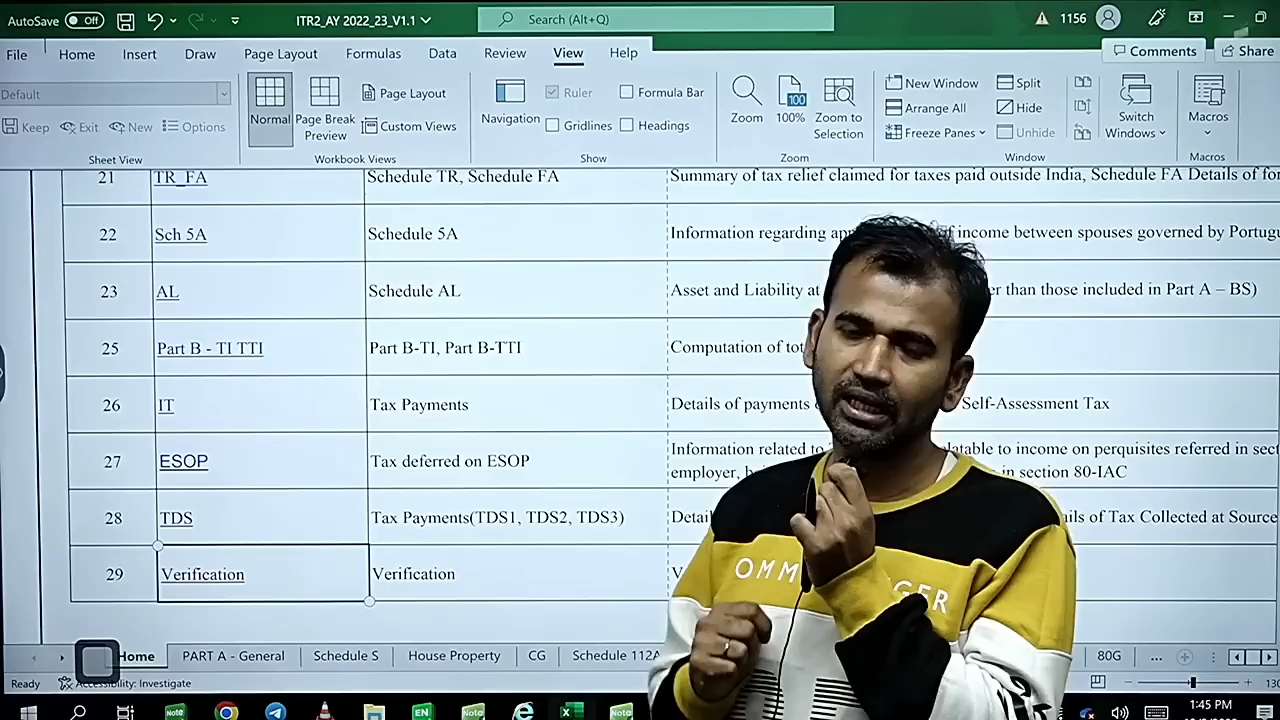 AutoSave Off ITR2_AY 2022_23_V1.1 Search (Alt+Q) 1156
File Home Insert Draw Page Layout Formulas Data Review View Help Comments Share
Default
Keep Exit New Options
Sheet View
Normal Page Break Preview Page Layout Custom Views
Workbook Views
Navigation Ruler Formula Bar
Gridlines Headings
Show
Zoom 100 100% Zoom to Selection
Zoom
New Window Split
Arrange All Hide
Freeze Panes Unhide
Switch Windows
Window
Macros
Macros
21 TR_FA Schedule TR, Schedule FA Summary of tax relief claimed for taxes paid outside India, Schedule FA Details of
22 Sch 5A Schedule 5A Information regarding income between spouses governed by
23 AL Schedule AL Asset and Liability at than those included in Part A – BS)
25 Part B - TI TTI Part B-TI, Part B-TTI Computation of
26 IT Tax Payments Details of payments Self-Assessment Tax
27 ESOP Tax deferred on ESOP Information related to to income on perquisites referred in
employer, in section 80-IAC
28 TDS Tax Payments(TDS1, TDS2, TDS3) of Tax Collected at Source
29 Verification Verification
Home PART A - General Schedule S House Property CG Schedule 112A 80G ...
Ready Accessibility: Investigate
Note Note EN Note Note 1:45 PM